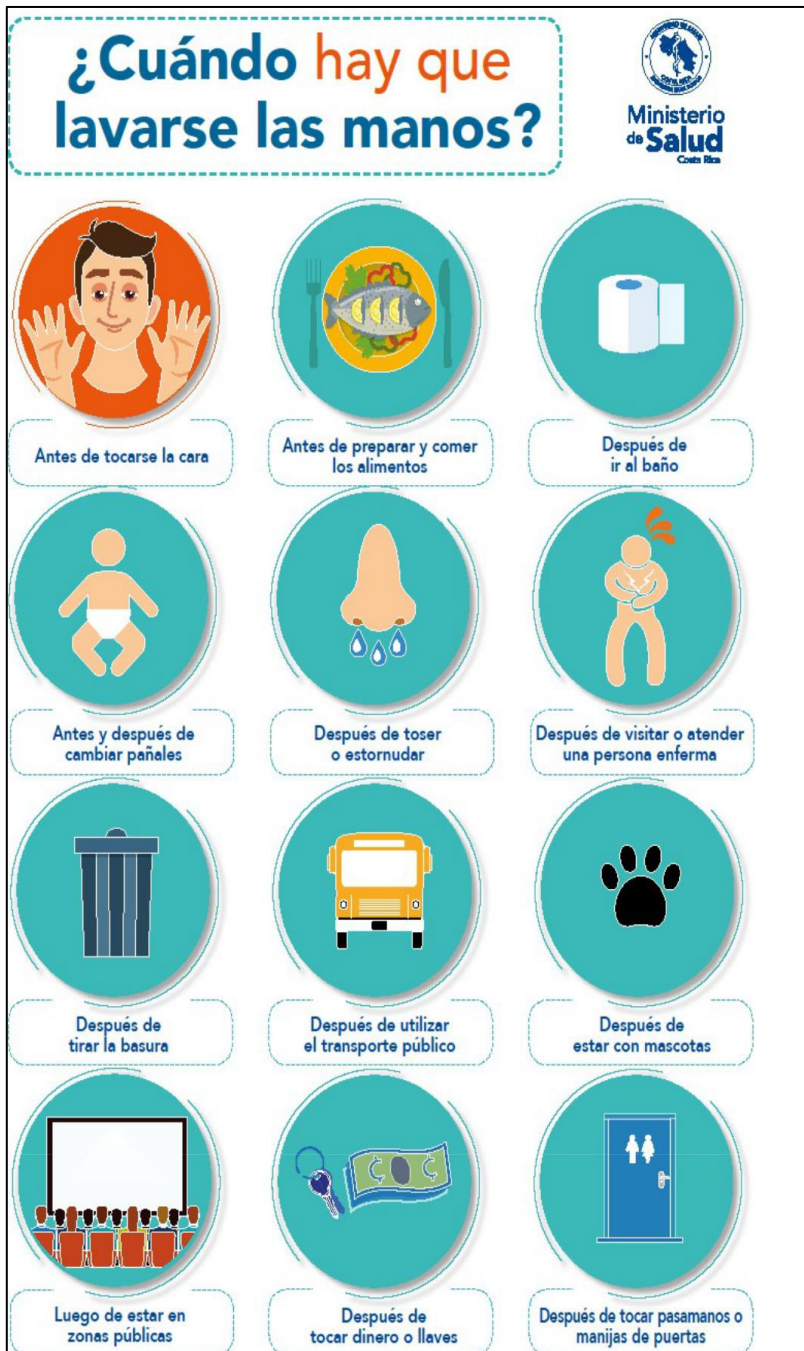 ¿Cuándo hay que
lavarse las manos?
Ministerio
de Salud
Costa Rica
Antes de tocarse la cara
Antes de preparar y comer
los alimentos
Después de
ir al baño
Antes y después de
cambiar pañales
Después de toser
o estornudar
Después de visitar o atender
una persona enferma
Después de
tirar la basura
Después de utilizar
el transporte público
Después de
estar con mascotas
Luego de estar en
zonas públicas
Después de
tocar dinero o llaves
Después de tocar pasamanos o
manijas de puertas